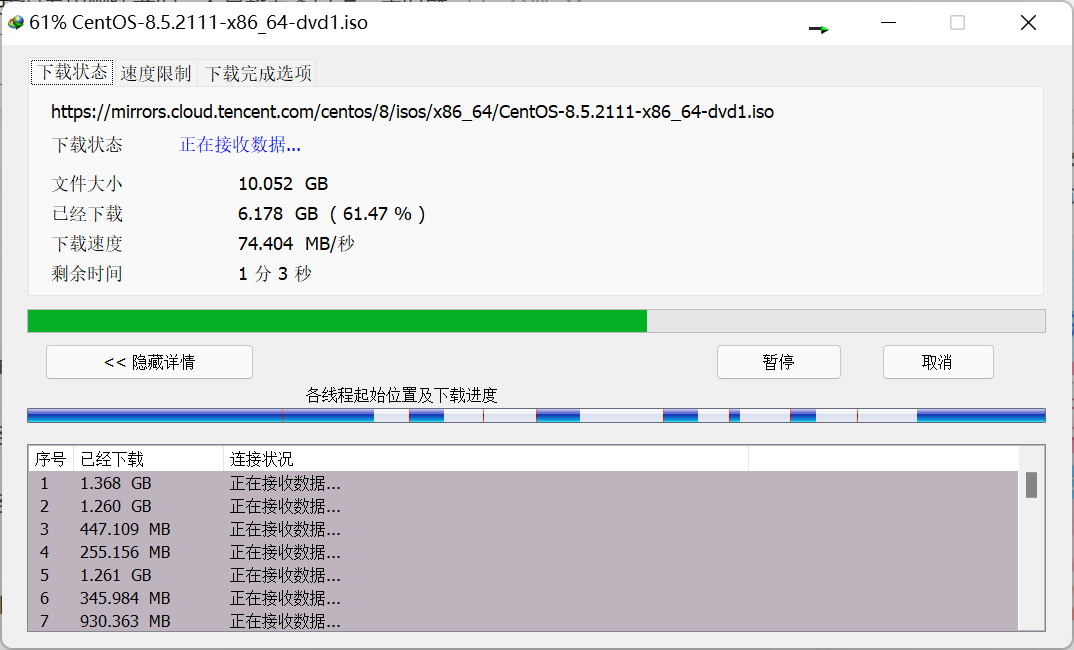 61% CentOS-8.5.2111-x86_64-dvd1.iso
下载状态 速度限制 下载完成选项
https://mirrors.cloud.tencent.com/centos/8/isos/x86_64/CentOS-8.5.2111-x86_64-dvd1.iso
下载状态 正在接收数据...
文件大小 10.052 GB
已经下载 6.178 GB ( 61.47 % )
下载速度 74.404 MB/秒
剩余时间 1 分 3 秒
<< 隐藏详情 暂停 取消
各线程起始位置及下载进度
序号 已经下载 连接状况
1 1.368 GB 正在接收数据...
2 1.260 GB 正在接收数据...
3 447.109 MB 正在接收数据...
4 255.156 MB 正在接收数据...
5 1.261 GB 正在接收数据...
6 345.984 MB 正在接收数据...
7 930.363 MB 正在接收数据...